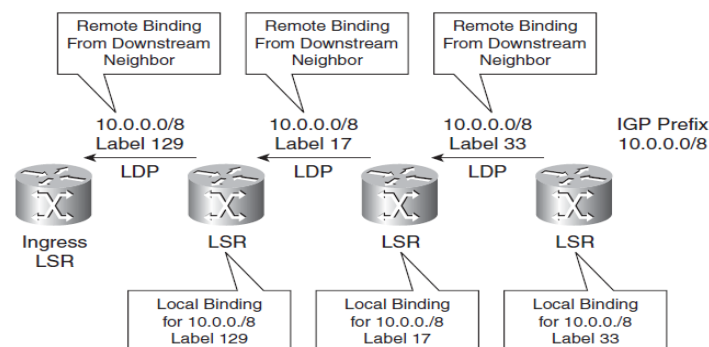 Remote Binding
From Downstream
Neighbor
Remote Binding
From Downstream
Neighbor
Remote Binding
From Downstream
Neighbor
10.0.0.0/8
Label 129
LDP
10.0.0.0/8
Label 17
LDP
10.0.0.0/8
Label 33
LDP
IGP Prefix
10.0.0.0/8
Ingress
LSR
LSR
LSR
LSR
Local Binding
for 10.0.0./8
Label 129
Local Binding
for 10.0.0./8
Label 17
Local Binding
for 10.0.0./8
Label 33